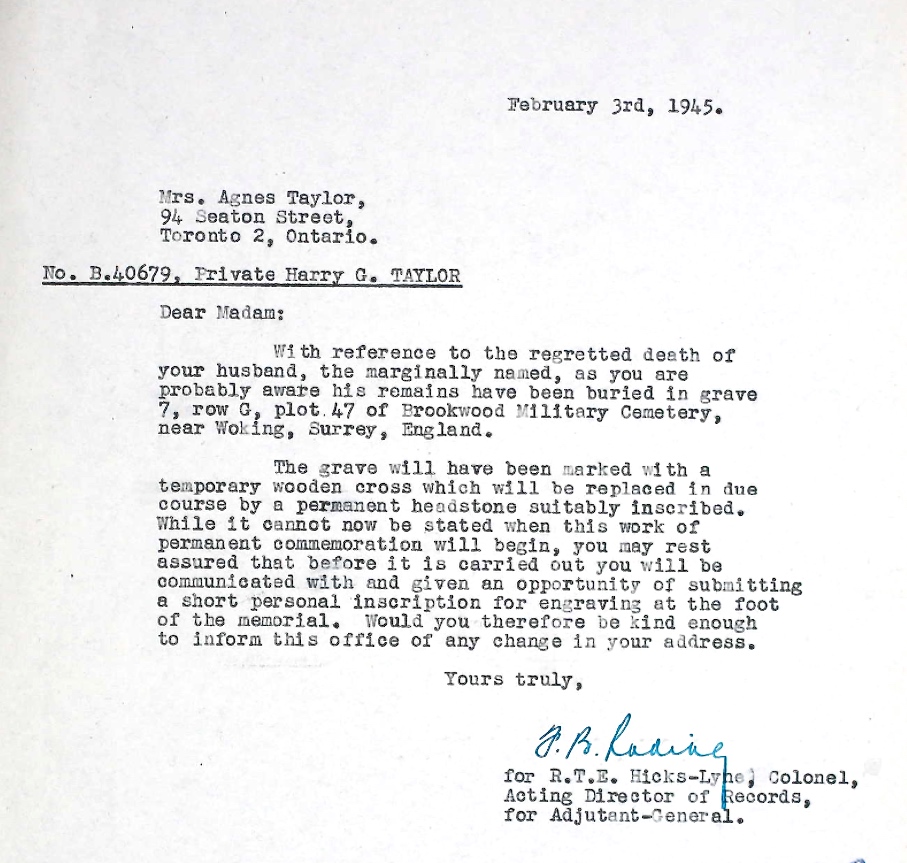 February 3rd, 1945.
Mrs. Agnes Taylor,
94 Seaton Street,
Toronto 2, Ontario.
No. B.40679, Private Harry G. TAYLOR
Dear Madam:
With reference to the regretted death of
your husband, the marginally named, as you are
probably aware his remains have been buried in grave
7, row G, plot 47 of Brookwood Military Cemetery,
near Woking, Surrey, England.
The grave will have been marked with a
temporary wooden cross which will be replaced in due
course by a permanent headstone suitably inscribed.
While it cannot now be stated when this work of
permanent commemoration will begin, you may rest
assured that before it is carried out you will be
communicated with and given an opportunity of submitting
a short personal inscription for engraving at the foot
of the memorial. Would you therefore be kind enough
to inform this office of any change in your address.
Yours truly,
for R.T.E. Hicks-Lyne, Colonel,
Acting Director of Records,
for Adjutant-General.